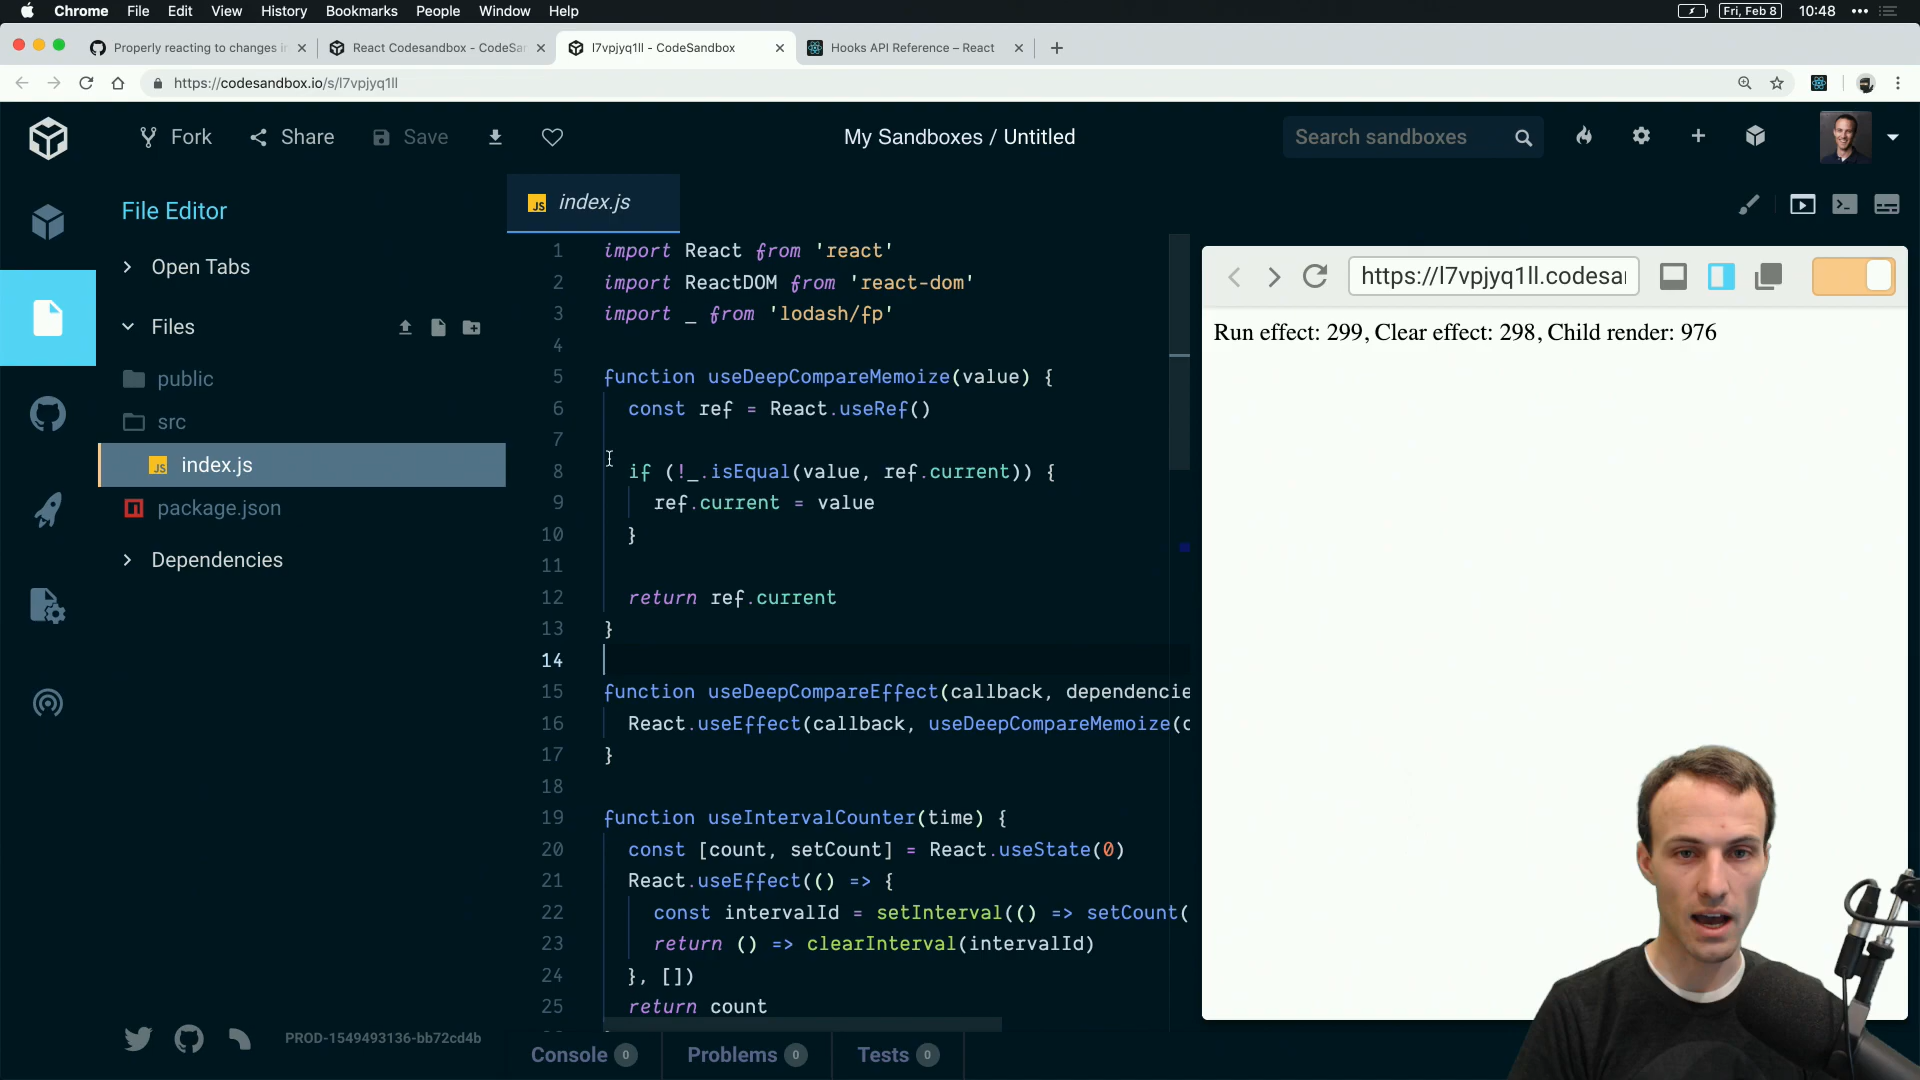 Chrome File Edit View History Bookmarks People Window Help
Fri, Feb 8 10:48
Properly reacting to changes i
React Codesandbox - CodeSa
l7vpjyq1ll - CodeSandbox
Hooks API Reference – React
https://codesandbox.io/s/l7vpjyq1ll
Fork Share Save
My Sandboxes / Untitled
Search sandboxes
File Editor
Open Tabs
Files
public
src
JS index.js
package.json
Dependencies
PROD-1549493136-bb72cd4b
JS index.js
1 import React from 'react'
2 import ReactDOM from 'react-dom'
3 import _ from 'lodash/fp'
4
5 function useDeepCompareMemoize(value) {
6 const ref = React.useRef()
7
8 if (!_.isEqual(value, ref.current)) {
9 ref.current = value
10 }
11
12 return ref.current
13 }
14
15 function useDeepCompareEffect(callback, dependencie
16 React.useEffect(callback, useDeepCompareMemoize(
17 }
18
19 function useIntervalCounter(time) {
20 const [count, setCount] = React.useState(0)
21 React.useEffect(() => {
22 const intervalId = setInterval(() => setCount(
23 return () => clearInterval(intervalId)
24 }, [])
25 return count
Console 0 Problems 0 Tests 0
https://l7vpjyq1ll.codesa
Run effect: 299, Clear effect: 298, Child render: 976